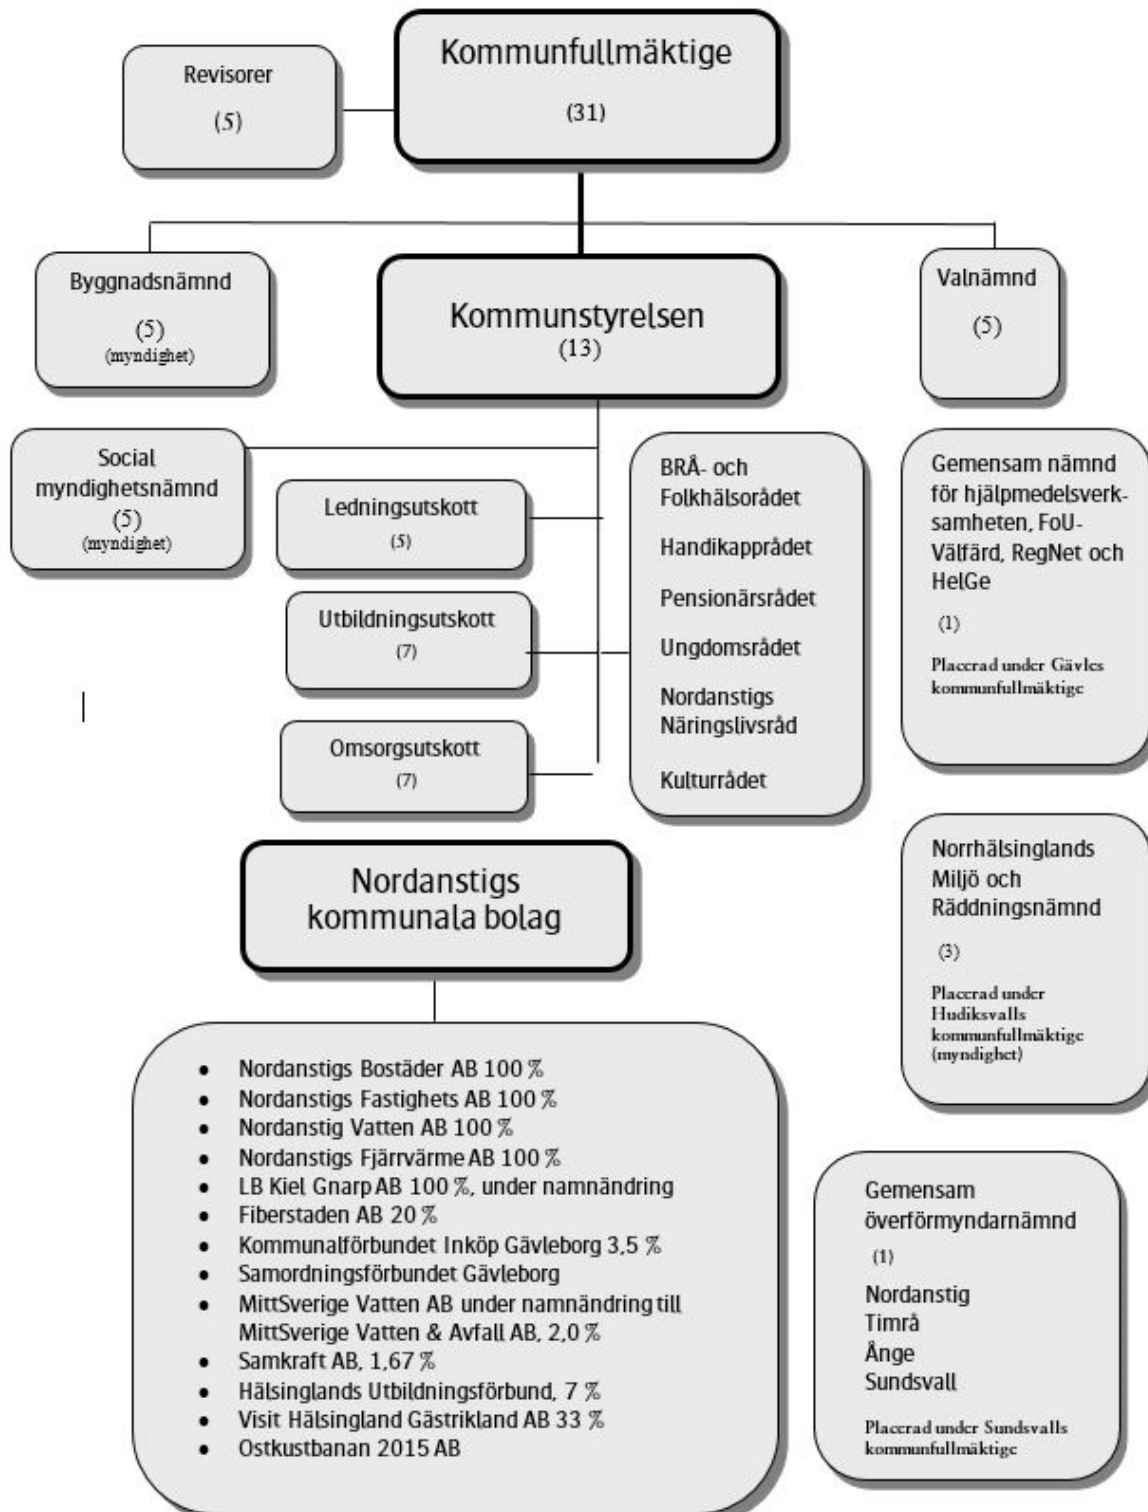 Kommunfullmäktige
(31)
Revisorer
(5)
Byggnadsnämnd
(5)
(myndighet)
Kommunstyrelsen
(13)
Valnämnd
(5)
Social
myndighetsnämnd
(5)
(myndighet)
Ledningsutskott
(5)
Utbildningsutskott
(7)
Omsorgsutskott
(7)
BRÅ- och
Folkhälsorådet
Handikapprådet
Pensionärsrådet
Ungdomsrådet
Nordanstigs
Näringslivsråd
Kulturrådet
Gemensam nämnd
för hjälpmedelsverk-
samheten, FoU-
Välfärd, RegNet och
HelGe
(1)
Placerad under Gävles
kommunfullmäktige
Norrhälsinglands
Miljö och
Räddningsnämnd
(3)
Placerad under
Hudiksvalls
kommunfullmäktige
(myndighet)
Nordanstigs
kommunala bolag
• Nordanstigs Bostäder AB 100 %
• Nordanstigs Fastighets AB 100 %
• Nordanstig Vatten AB 100 %
• Nordanstigs Fjärrvärme AB 100 %
• LB Kiel Gnarp AB 100 %, under namnändring
• Fiberstaden AB 20 %
• Kommunalförbundet Inköp Gävleborg 3,5 %
• Samordningsförbundet Gävleborg
• MittSverige Vatten AB under namnändring till
MittSverige Vatten & Avfall AB, 2,0 %
• Samkraft AB, 1,67 %
• Hälsinglands Utbildningsförbund, 7 %
• Visit Hälsingland Gästrikland AB 33 %
• Ostkustbanan 2015 AB
Gemensam
överförmyndarnämnd
(1)
Nordanstig
Timrå
Ånge
Sundsvall
Placerad under Sundsvalls
kommunfullmäktige